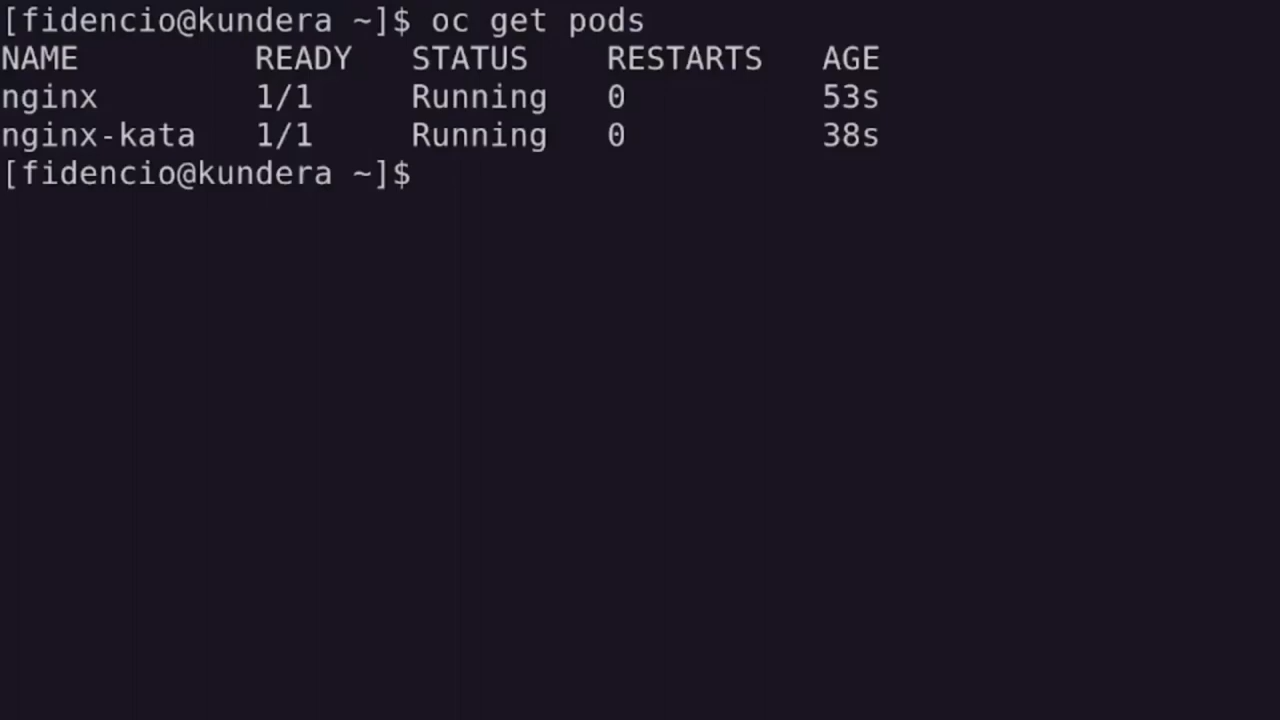 [fidencio@kundera ~]$ oc get pods
NAME         READY   STATUS    RESTARTS   AGE
nginx        1/1     Running   0          53s
nginx-kata   1/1     Running   0          38s
[fidencio@kundera ~]$